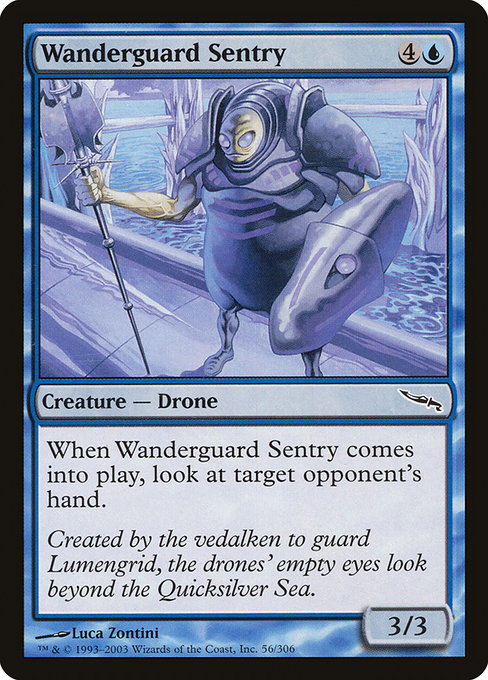 Wanderguard Sentry 4
Creature — Drone
When Wanderguard Sentry comes
into play, look at target opponent's
hand.
Created by the vedalken to guard
Lumengrid, the drones' empty eyes look
beyond the Quicksilver Sea.
Luca Zontini
3/3
™ & © 1993–2003 Wizards of the Coast, Inc. 56/306